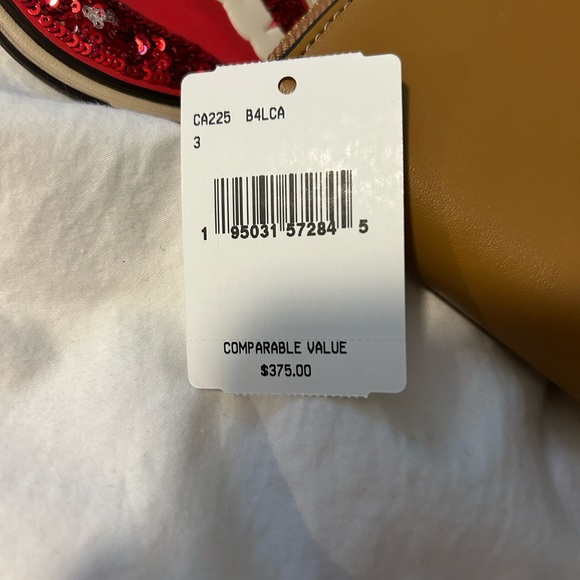 CA225 B4LCA
3
1 95031 57284 5
COMPARABLE VALUE
$375.00